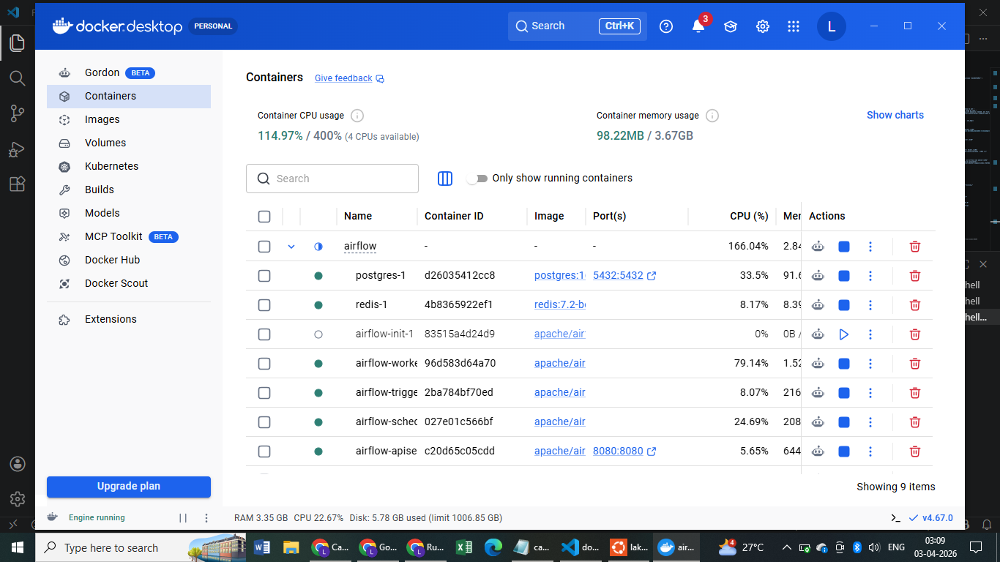 docker.desktop PERSONAL Search Ctrl+K 3 L
Gordon BETA
Containers
Images
Volumes
Kubernetes
Builds
Models
MCP Toolkit BETA
Docker Hub
Docker Scout
Extensions
Upgrade plan
Containers Give feedback
Container CPU usage
114.97% / 400% (4 CPUs available)
Container memory usage
98.22MB / 3.67GB
Show charts
Search
Only show running containers
Name Container ID Image Port(s) CPU (%) Mer Actions
airflow - - - 166.04% 2.84
postgres-1 d26035412cc8 postgres:1 5432:5432 33.5% 91.6
redis-1 4b8365922ef1 redis:7.2-b 8.17% 8.39
airflow-init-1 83515a4d24d9 apache/air 0% 0B /
airflow-worke 96d583d64a70 apache/air 79.14% 1.52
airflow-trigge 2ba784bf70ed apache/air 8.07% 216
airflow-sched 027e01c566bf apache/air 24.69% 208
airflow-apise c20d65c05cdd apache/air 8080:8080 5.65% 644
Showing 9 items
Engine running RAM 3.35 GB CPU 22.67% Disk: 5.78 GB used (limit 1006.85 GB) v4.67.0
hell
hell
hell...
Type here to search Ca... Go... Ru... ca... do... lak... air... 4 27°C ENG 03:09
03-04-2026